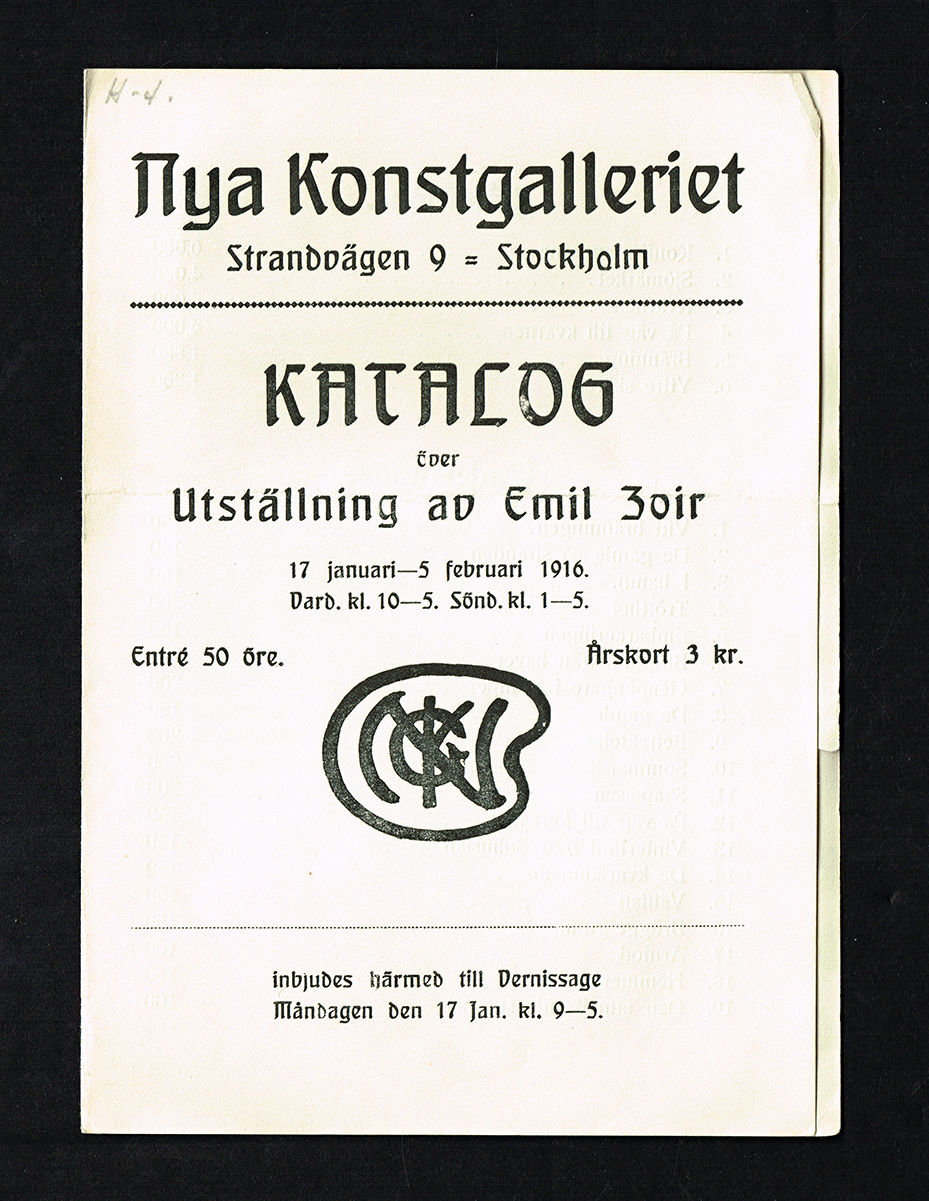 H-4.
Nya Konstgalleriet
Strandvägen 9 = Stockholm
KATALOG
över
Utställning av Emil Zoir
17 januari—5 februari 1916.
Vard. kl. 10—5. Sönd. kl. 1—5.
Entré 50 öre.
Årskort 3 kr.
NKG
inbjudes härmed till Vernissage
Måndagen den 17 Jan. kl. 9—5.